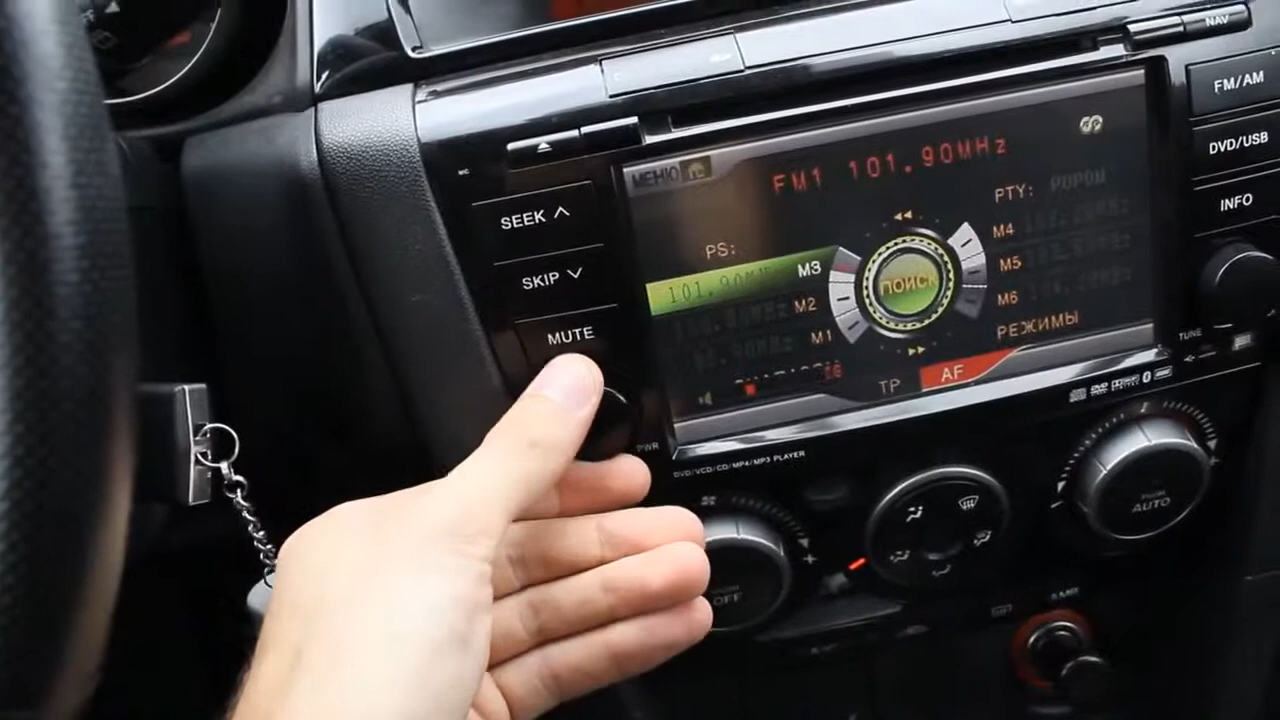 NAV
FM/AM
DVD/USB
INFO
SEEK
SKIP
MUTE
МЕНЮ
FM1 101.90MHz
PTY:
PS:
101.90MHz M3
M2
M1
M4
M5
M6
ПОИСК
РЕЖИМЫ
TP AF
TUNE
PWR
DVD/VCD/CD/MP4/MP3 PLAYER
AUTO
OFF